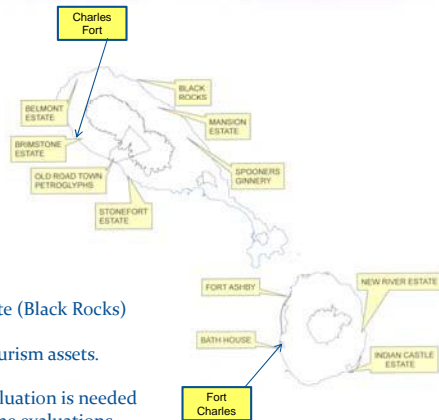 Charles
Fort
BLACK
ROCKS
BELMONT
ESTATE
MANSION
ESTATE
BRIMSTONE
ESTATE
OLD ROAD TOWN
PETROGLYPHS
SPOONERS
GINNERY
STONEFORT
ESTATE
FORT ASHBY
NEW RIVER ESTATE
te (Black Rocks)
BATH HOUSE
urism assets.
INDIAN CASTLE
ESTATE
luation is needed
Fort
Charles